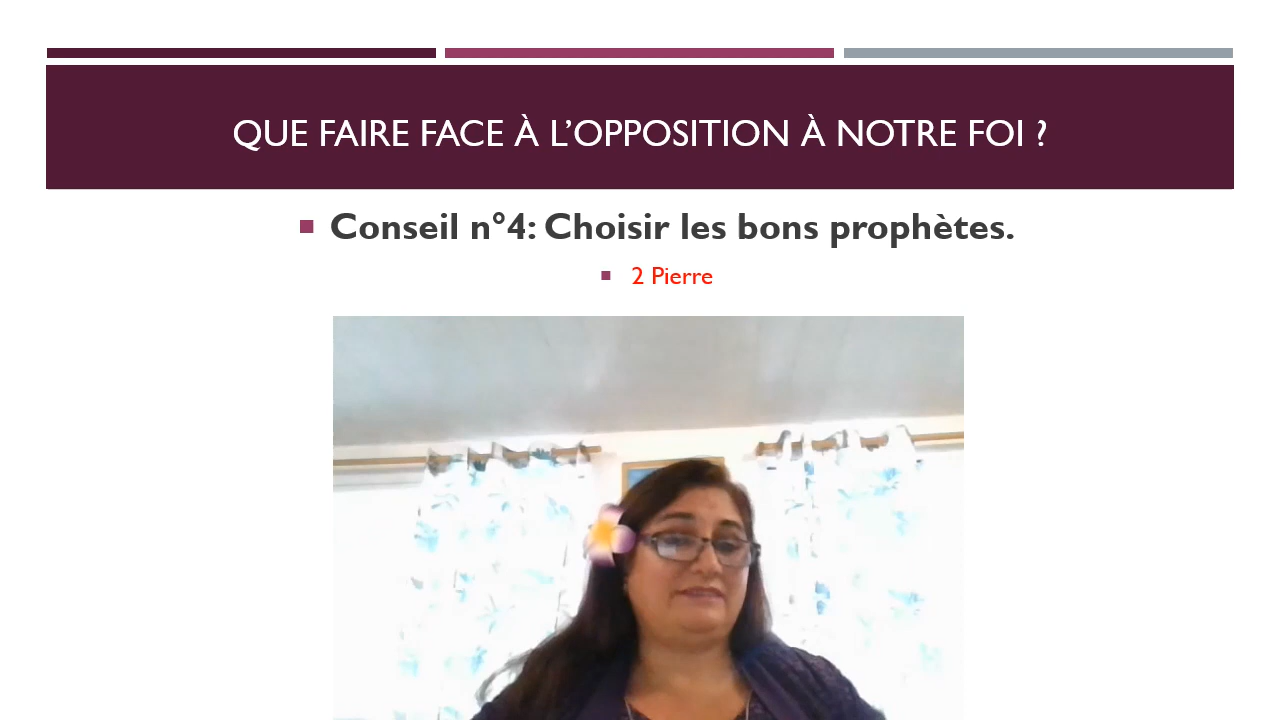 QUE FAIRE FACE À L’OPPOSITION À NOTRE FOI ?
Conseil n°4: Choisir les bons prophètes.
2 Pierre